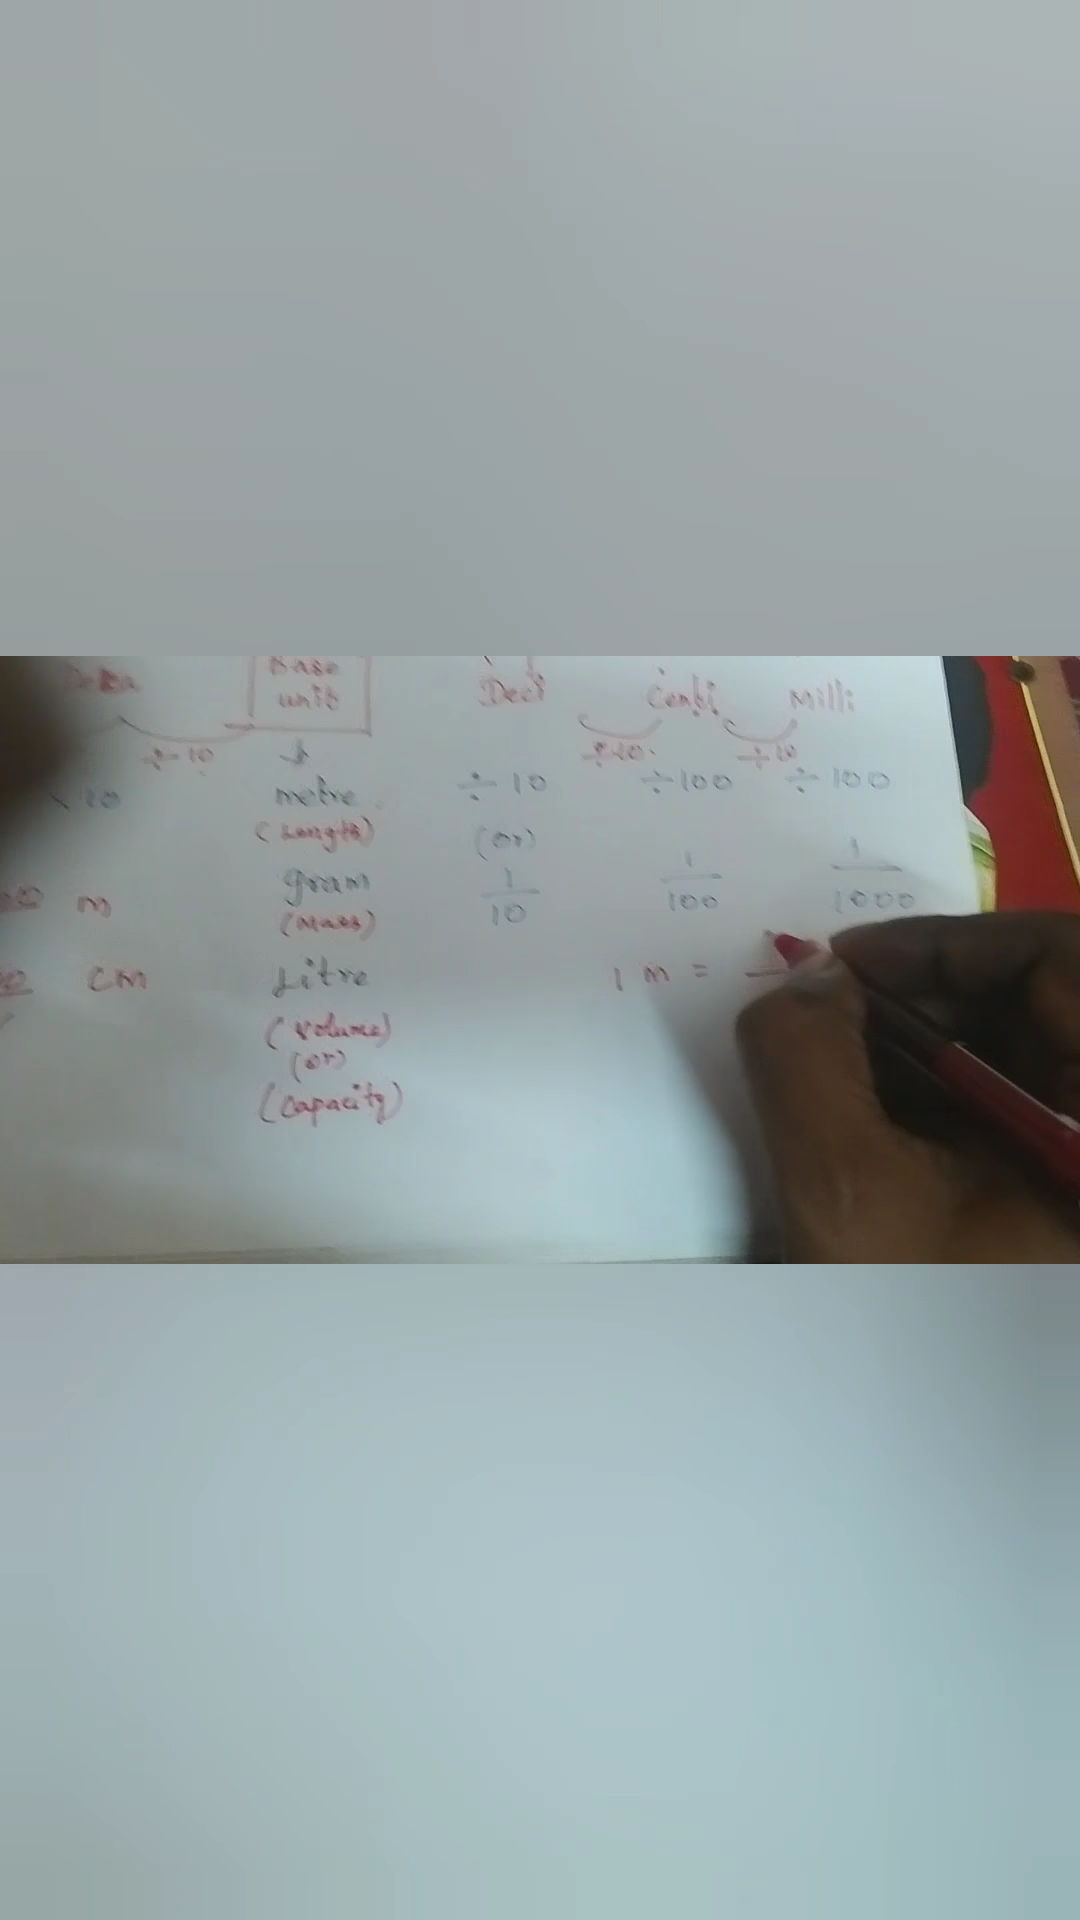 Deka Base unit Deci Centi Milli
÷ 10 ÷10 ÷10
10 metre ÷ 10 ÷100 ÷ 100
(Length) (or)
gram 1/10 1/100 1/1000
m (Mass)
cm Litre 1 m =
(volume)
(or)
(capacity)